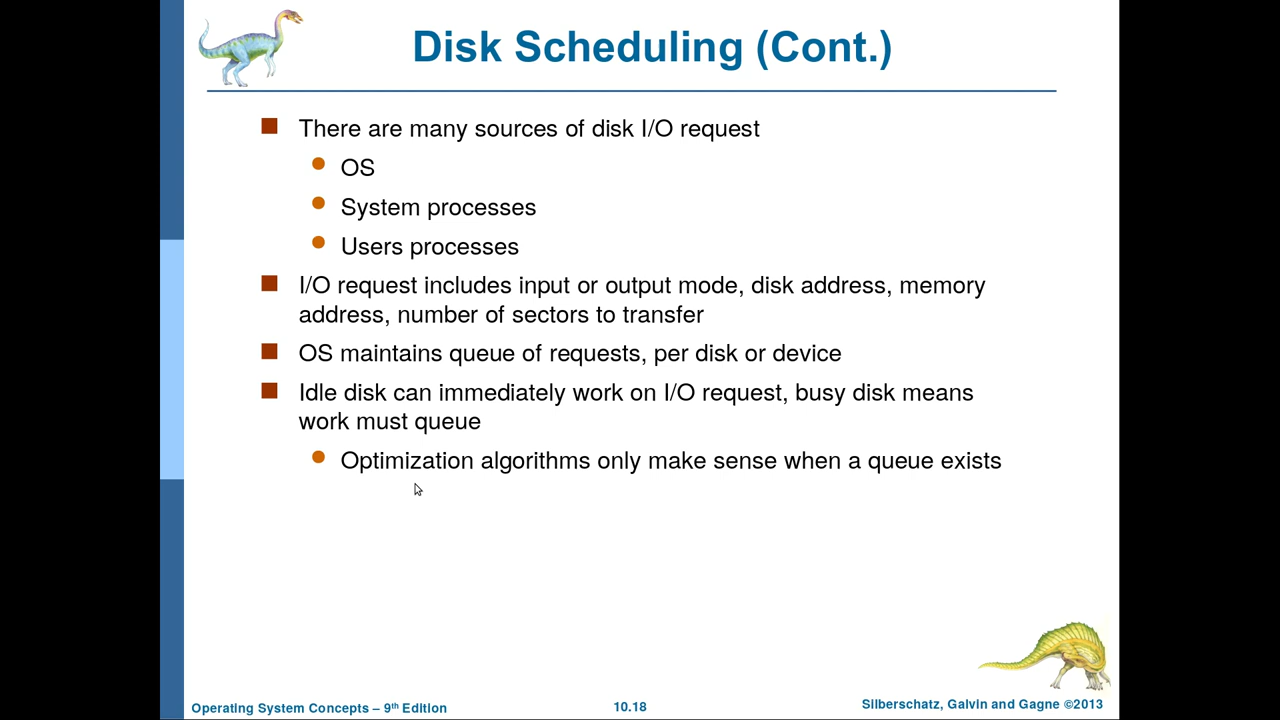 Disk Scheduling (Cont.)
There are many sources of disk I/O request
OS
System processes
Users processes
I/O request includes input or output mode, disk address, memory
address, number of sectors to transfer
OS maintains queue of requests, per disk or device
Idle disk can immediately work on I/O request, busy disk means
work must queue
Optimization algorithms only make sense when a queue exists
Operating System Concepts – 9th Edition
10.18
Silberschatz, Galvin and Gagne ©2013